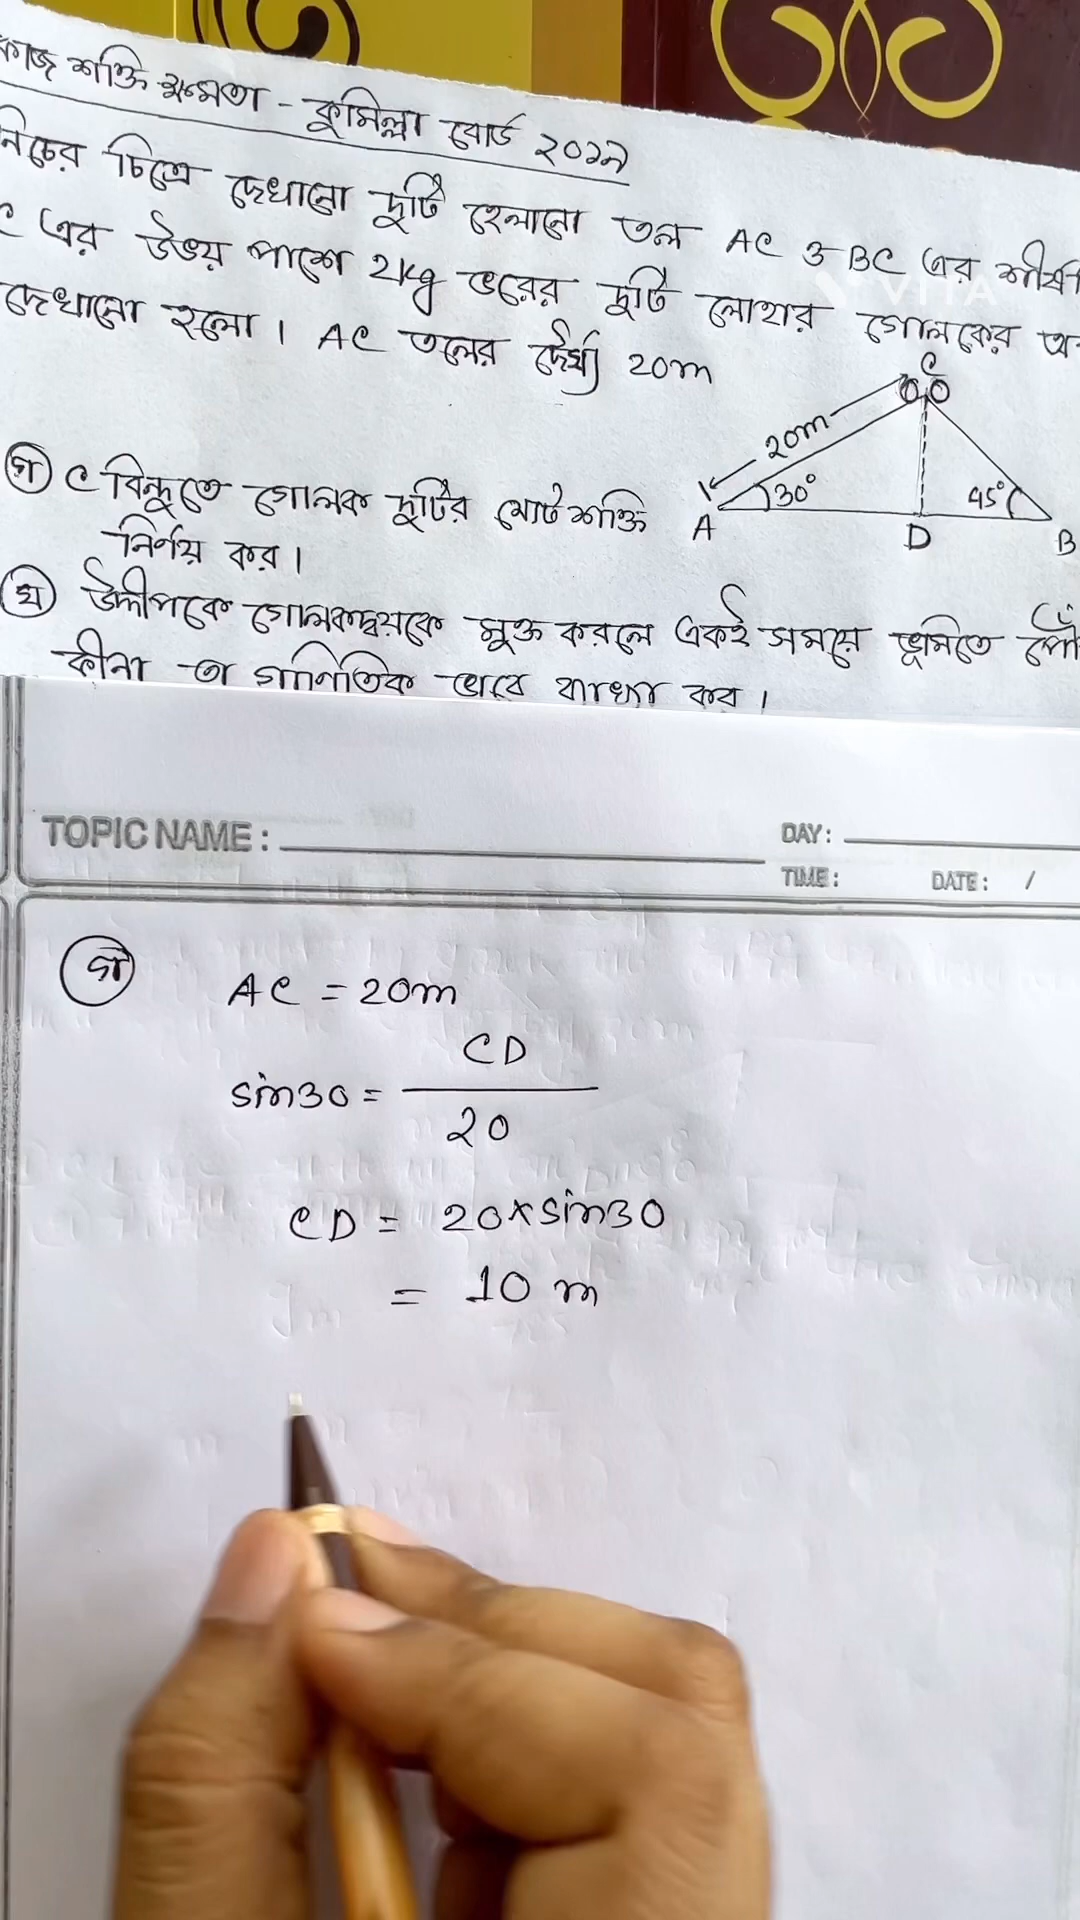 কাজ শক্তি ক্ষমতা - কুমিল্লা বোর্ড ২০১৯
নিচের চিত্রে দেখানো দুটি হেলানো তল AC ও BC এর শীর্ষ
C এর উভয় পাশে 2kg ভরের দুটি লোহার গোলকের
দেখানো হলো। AC তলের দৈর্ঘ্য 20m
C
20m
30°
45°
A
D
B
গ C বিন্দুতে গোলক দুটির মোট শক্তি
নির্ণয় কর।
ঘ উদ্দীপকে গোলকদ্বয়কে মুক্ত করলে একই সময়ে ভূমিতে
কীনা তা গাণিতিক ভাবে ব্যাখ্যা কর।
VITA
TOPIC NAME :
DAY :
TIME :
DATE : /
গ
AC = 20m
sin30 = CD
20
CD = 20×sin30
= 10 m